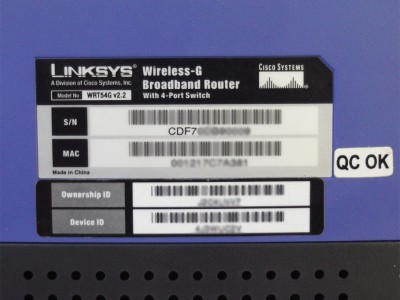 LINKSYS®
A Division of Cisco Systems, Inc.
Wireless-G
Broadband Router
With 4-Port Switch
CISCO SYSTEMS
Model No WRT54G v2.2
S/N
CDF7
MAC
Made in China
QC OK
Ownership ID
Device ID